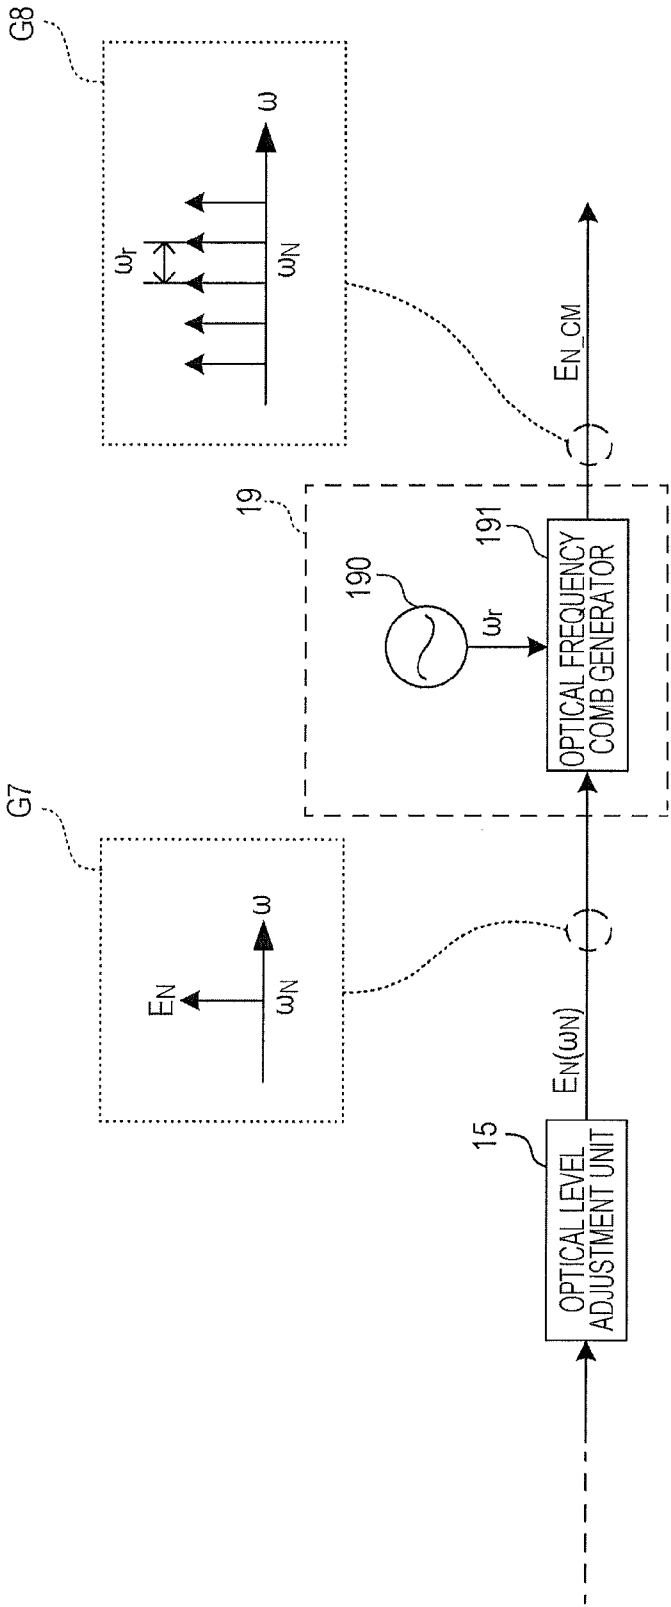 G7
EN
ω
ωN
G8
ωr
ω
ωN
15
OPTICAL LEVEL
ADJUSTMENT UNIT
EN(ωN)
19
190
ωr
191
OPTICAL FREQUENCY
COMB GENERATOR
EN_CM